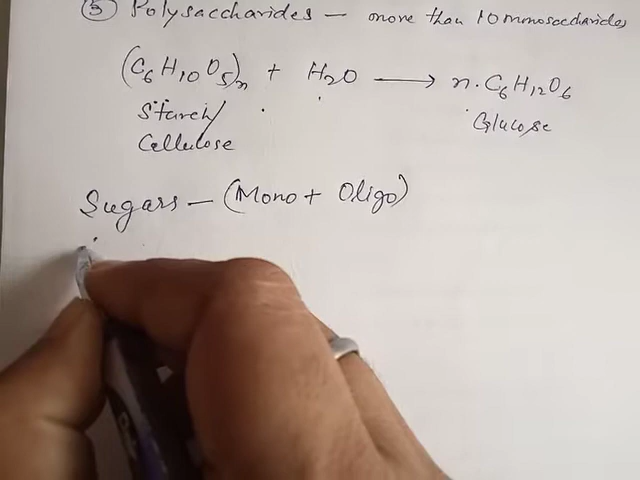 (5) Polysaccharides — more than 10 monosaccharides
(C6H10O5)n + H2O ⟶ n·C6H12O6
Starch/ Glucose
Cellulose
Sugars — (Mono + Oligo)